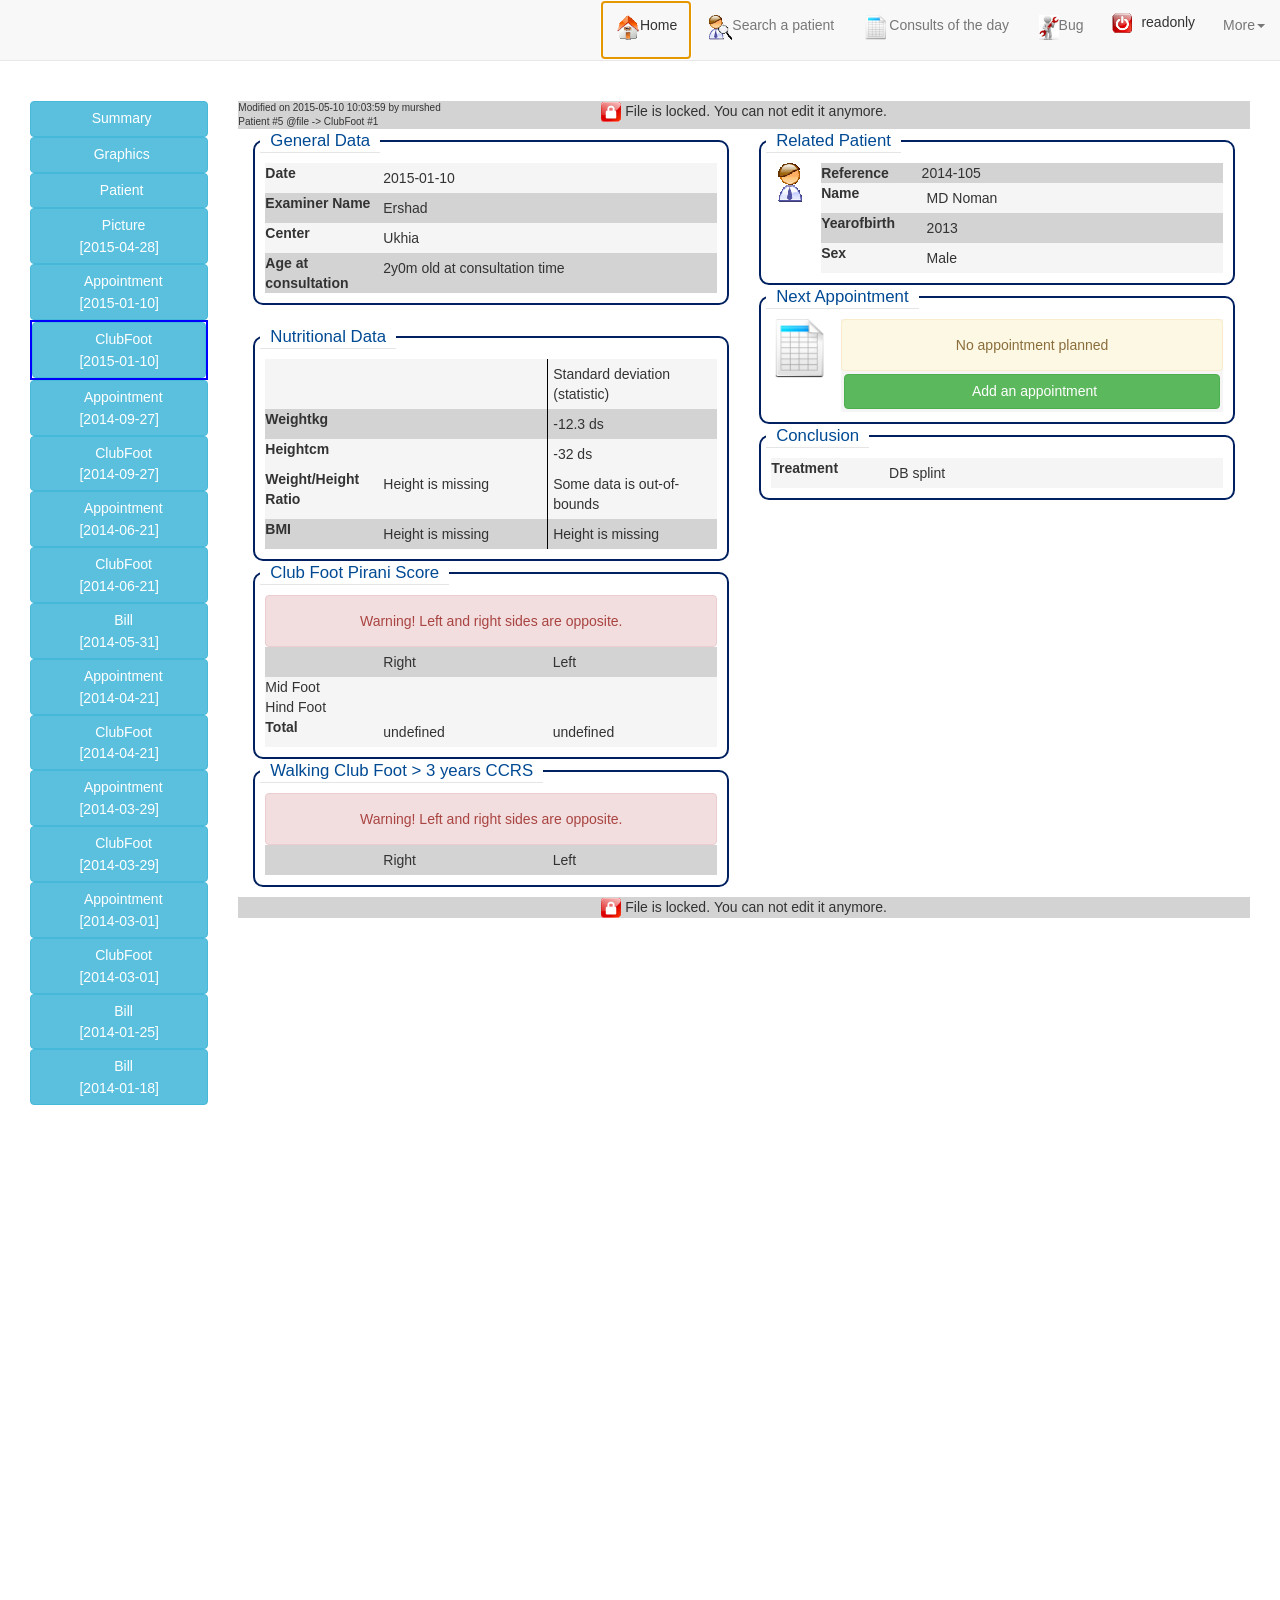 Home
Search a patient
Consults of the day
Bug
readonly
More
Summary
Graphics
Patient
Picture
[2015-04-28]
Appointment
[2015-01-10]
ClubFoot
[2015-01-10]
Appointment
[2014-09-27]
ClubFoot
[2014-09-27]
Appointment
[2014-06-21]
ClubFoot
[2014-06-21]
Bill
[2014-05-31]
Appointment
[2014-04-21]
ClubFoot
[2014-04-21]
Appointment
[2014-03-29]
ClubFoot
[2014-03-29]
Appointment
[2014-03-01]
ClubFoot
[2014-03-01]
Bill
[2014-01-25]
Bill
[2014-01-18]
Modified on 2015-05-10 10:03:59 by murshed
Patient #5 @file -> ClubFoot #1
File is locked. You can not edit it anymore.
General Data
Date 2015-01-10
Examiner Name Ershad
Center Ukhia
Age at
consultation
2y0m old at consultation time
Nutritional Data
Standard deviation
(statistic)
Weightkg -12.3 ds
Heightcm -32 ds
Weight/Height
Ratio
Height is missing
Some data is out-of-
bounds
BMI Height is missing Height is missing
Club Foot Pirani Score
Warning! Left and right sides are opposite.
Right Left
Mid Foot
Hind Foot
Total undefined undefined
Walking Club Foot > 3 years CCRS
Warning! Left and right sides are opposite.
Right Left
Related Patient
Reference 2014-105
Name MD Noman
Yearofbirth 2013
Sex Male
Next Appointment
No appointment planned
Add an appointment
Conclusion
Treatment DB splint
File is locked. You can not edit it anymore.